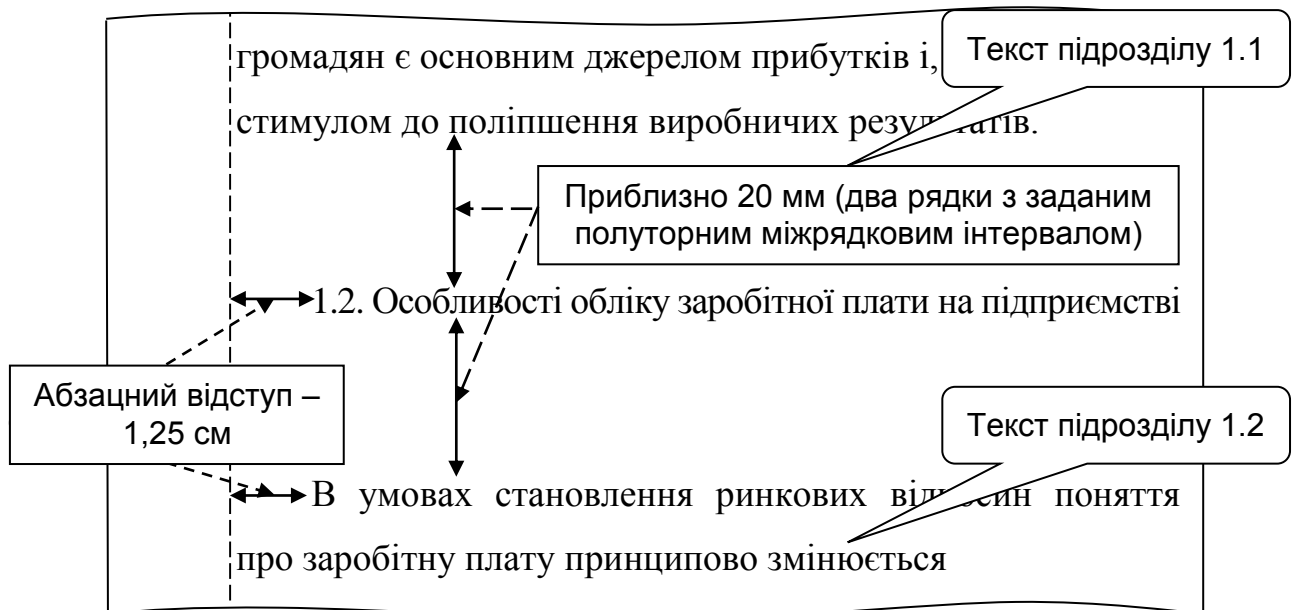 громадян є основним джерелом прибутків і,
Текст підрозділу 1.1
стимулом до поліпшення виробничих результатів.
Приблизно 20 мм (два рядки з заданим
полуторним міжрядковим інтервалом)
1.2. Особливості обліку заробітної плати на підприємстві
Абзацний відступ –
1,25 см
Текст підрозділу 1.2
В умовах становлення ринкових відносин поняття
про заробітну плату принципово змінюється